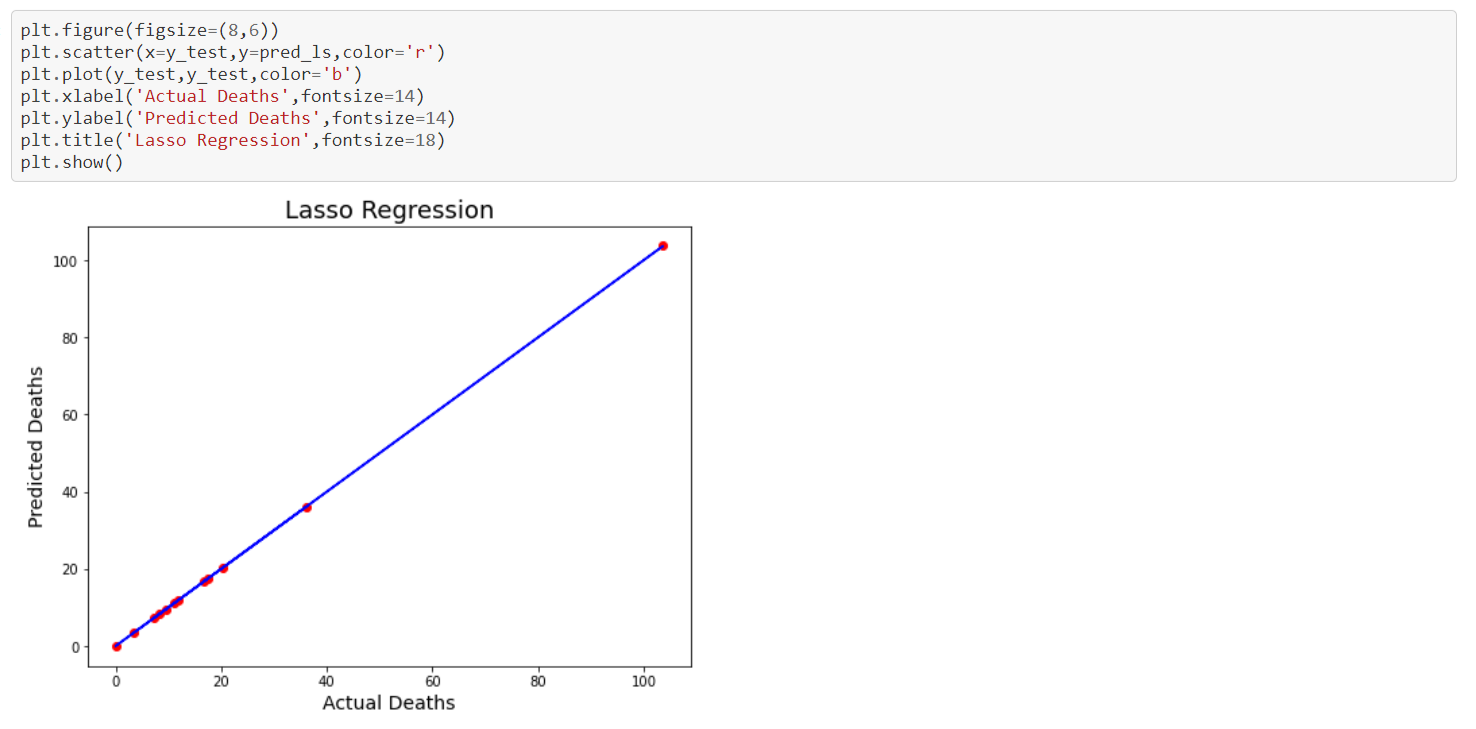 plt.figure(figsize=(8,6))
plt.scatter(x=y_test,y=pred_ls,color='r')
plt.plot(y_test,y_test,color='b')
plt.xlabel('Actual Deaths',fontsize=14)
plt.ylabel('Predicted Deaths',fontsize=14)
plt.title('Lasso Regression',fontsize=18)
plt.show()
Lasso Regression
100
80
60
40
20
0
Predicted Deaths
0 20 40 60 80 100
Actual Deaths